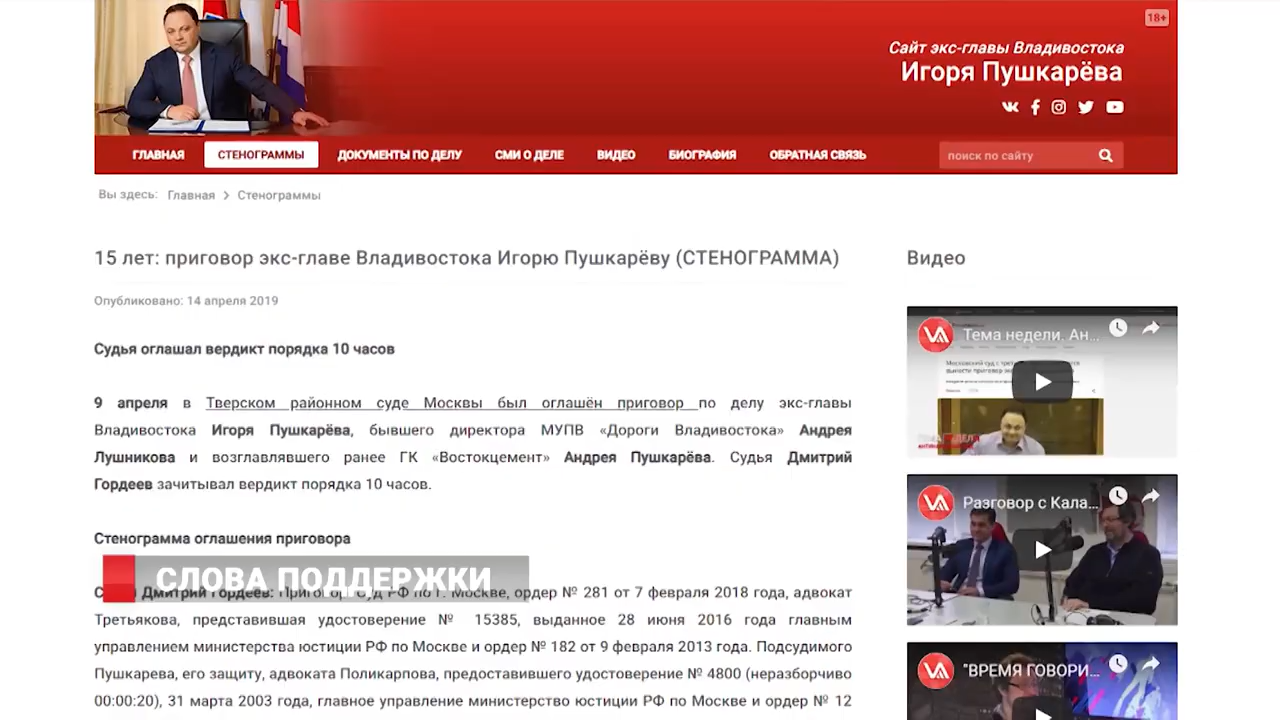 18+
Сайт экс-главы Владивостока
Игоря Пушкарёва
ГЛАВНАЯ СТЕНОГРАММЫ ДОКУМЕНТЫ ПО ДЕЛУ СМИ О ДЕЛЕ ВИДЕО БИОГРАФИЯ ОБРАТНАЯ СВЯЗЬ поиск по сайту
Вы здесь: Главная > Стенограммы
15 лет: приговор экс-главе Владивостока Игорю Пушкарёву (СТЕНОГРАММА)
Опубликовано: 14 апреля 2019
Судья оглашал вердикт порядка 10 часов
9 апреля в Тверском районном суде Москвы был оглашён приговор по делу экс-главы
Владивостока Игоря Пушкарёва, бывшего директора МУПВ «Дороги Владивостока» Андрея
Лушникова и возглавлявшего ранее ГК «Востокцемент» Андрея Пушкарёва. Судья Дмитрий
Гордеев зачитывал вердикт порядка 10 часов.
Стенограмма оглашения приговора
СЛОВА ПОДДЕРЖКИ
Дмитрий Гордеев: Приговор. Суд РФ по г. Москве, ордер № 281 от 7 февраля 2018 года, адвокат
Третьякова, представившая удостоверение № 15385, выданное 28 июня 2016 года главным
управлением министерства юстиции РФ по Москве и ордер № 182 от 9 февраля 2013 года. Подсудимого
Пушкарева, его защиту, адвоката Поликарпова, предоставившего удостоверение № 4800 (неразборчиво
00:00:20), 31 марта 2003 года, главное управление министерство юстиции РФ по Москве и ордер № 12
Видео
Тема недели. Ан...
Разговор с Кала...
"ВРЕМЯ ГОВОРИ...